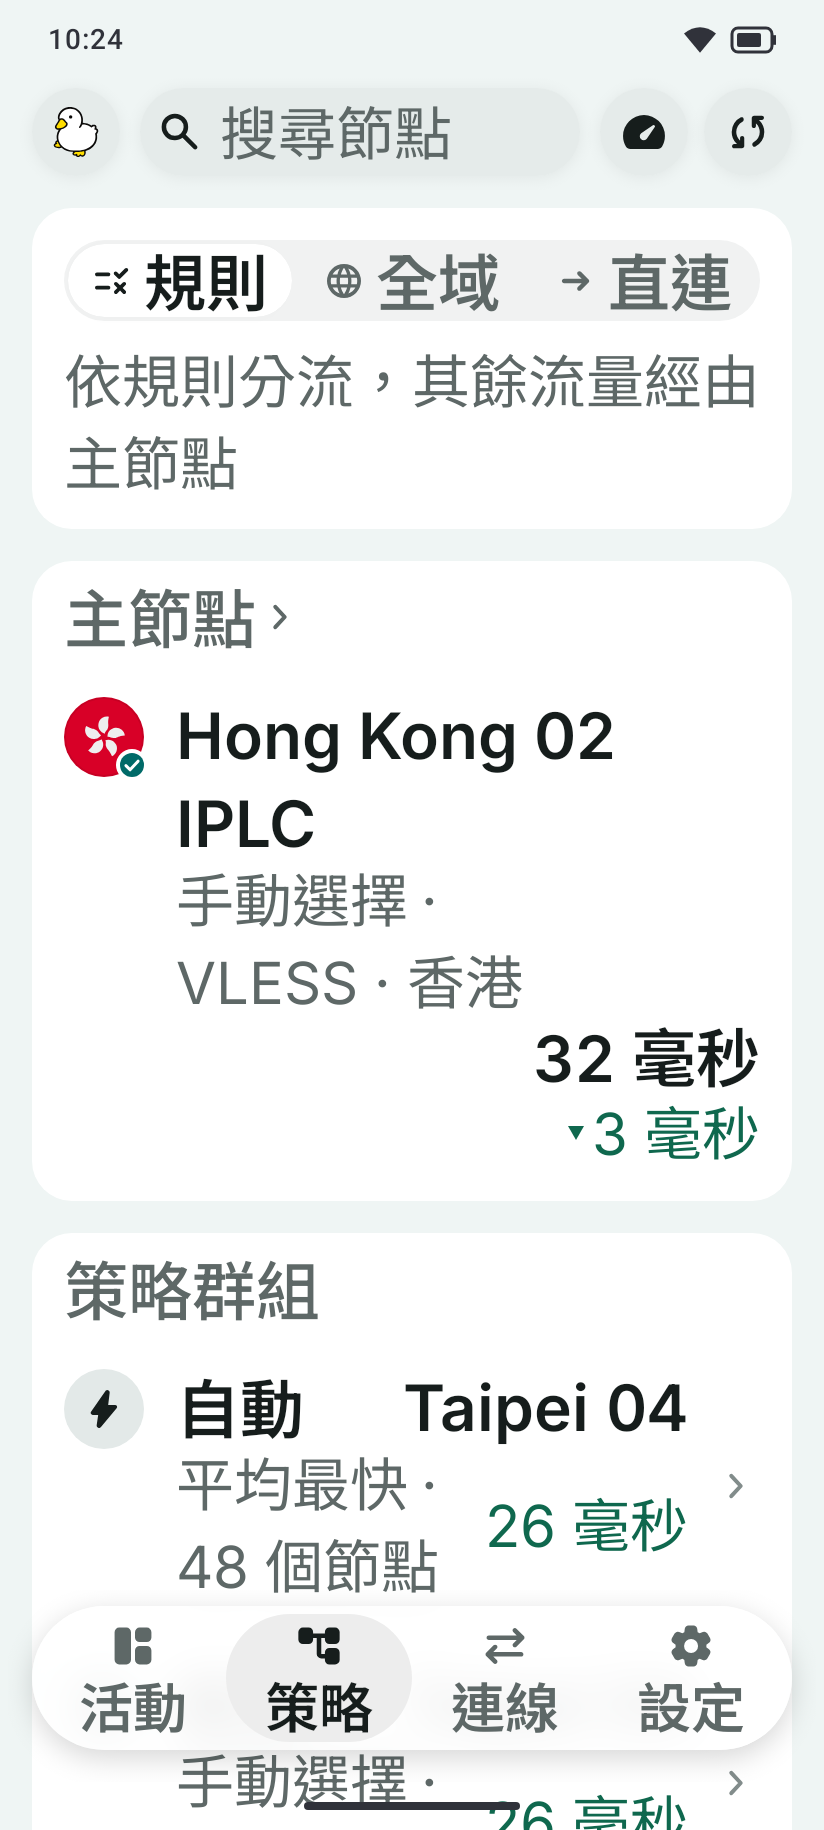 10:24
搜尋節點
規則
全域
直連
依規則分流，其餘流量經由
主節點
主節點
Hong Kong 02
IPLC
手動選擇 ·
VLESS · 香港
32 毫秒
3 毫秒
策略群組
自動
Taipei 04
平均最快 ·
48 個節點
26 毫秒
活動
策略
連線
設定
手動選擇 ·
26 毫秒